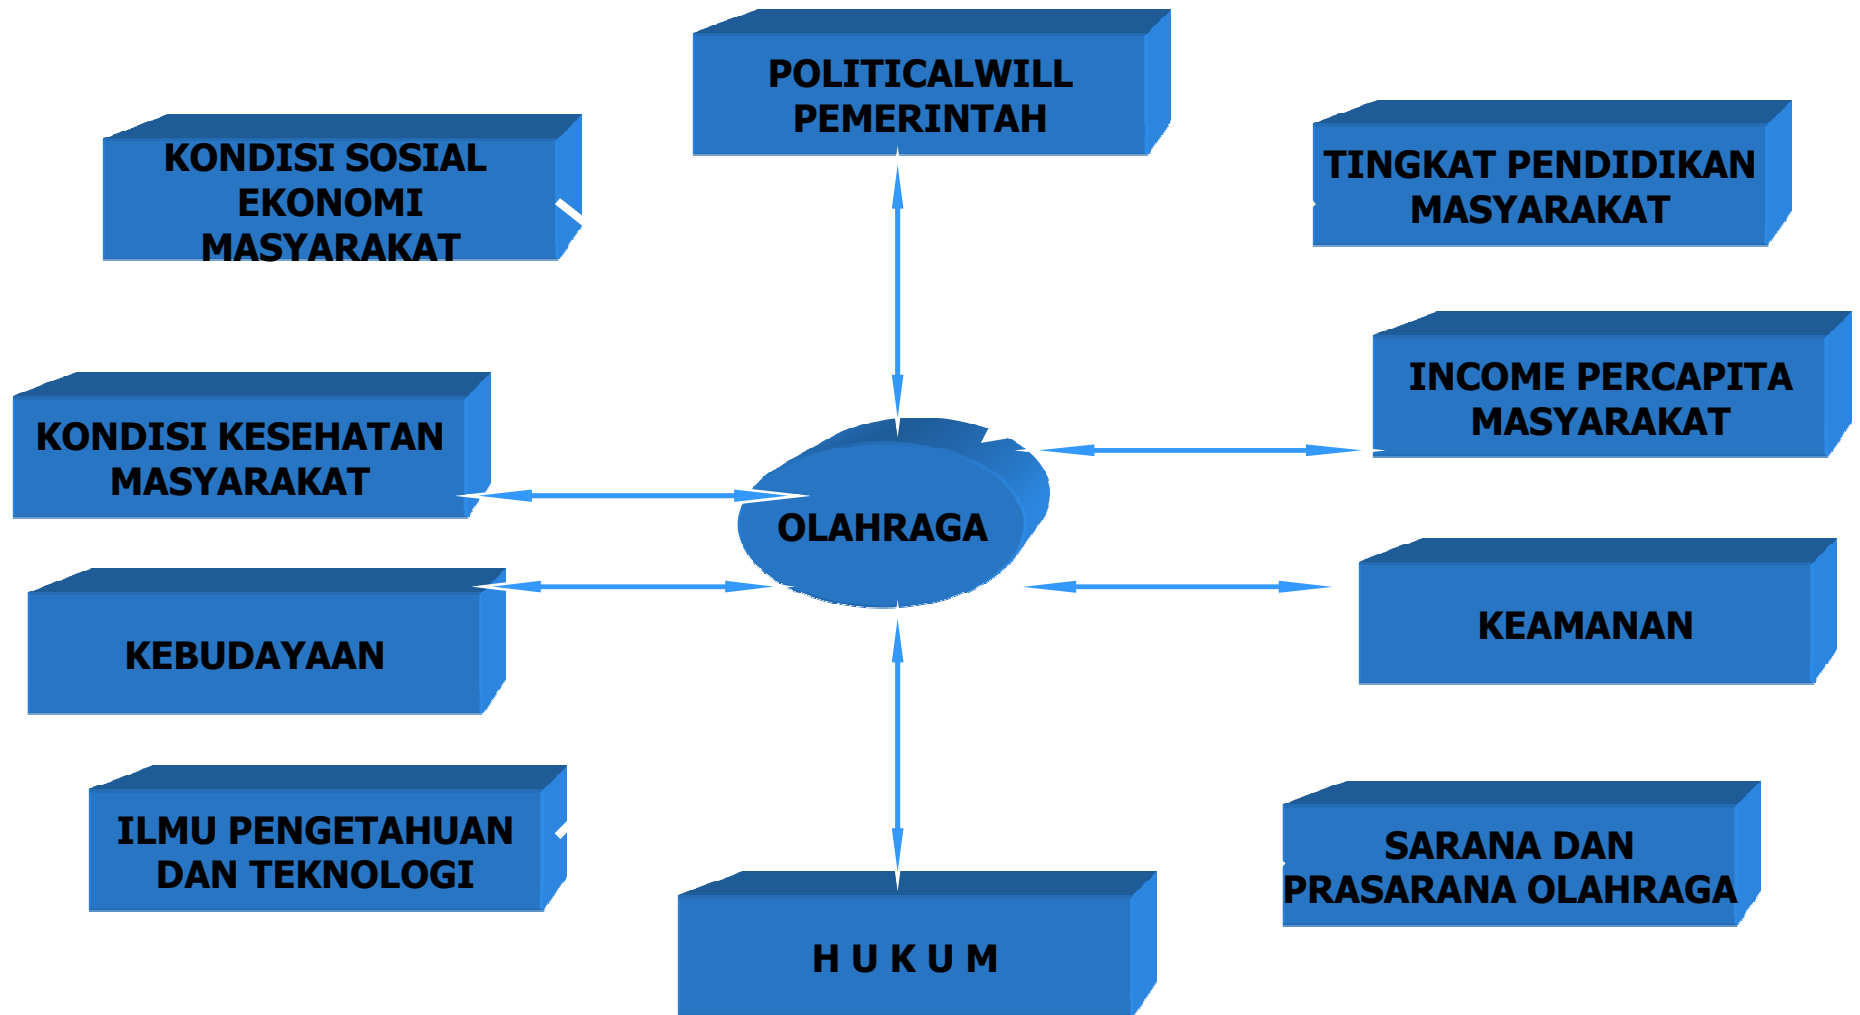 POLITICALWILL
PEMERINTAH
KONDISI SOSIAL
EKONOMI
MASYARAKAT
TINGKAT PENDIDIKAN
MASYARAKAT
INCOME PERCAPITA
MASYARAKAT
KONDISI KESEHATAN
MASYARAKAT
OLAHRAGA
KEAMANAN
KEBUDAYAAN
ILMU PENGETAHUAN
DAN TEKNOLOGI
SARANA DAN
PRASARANA OLAHRAGA
H U K U M